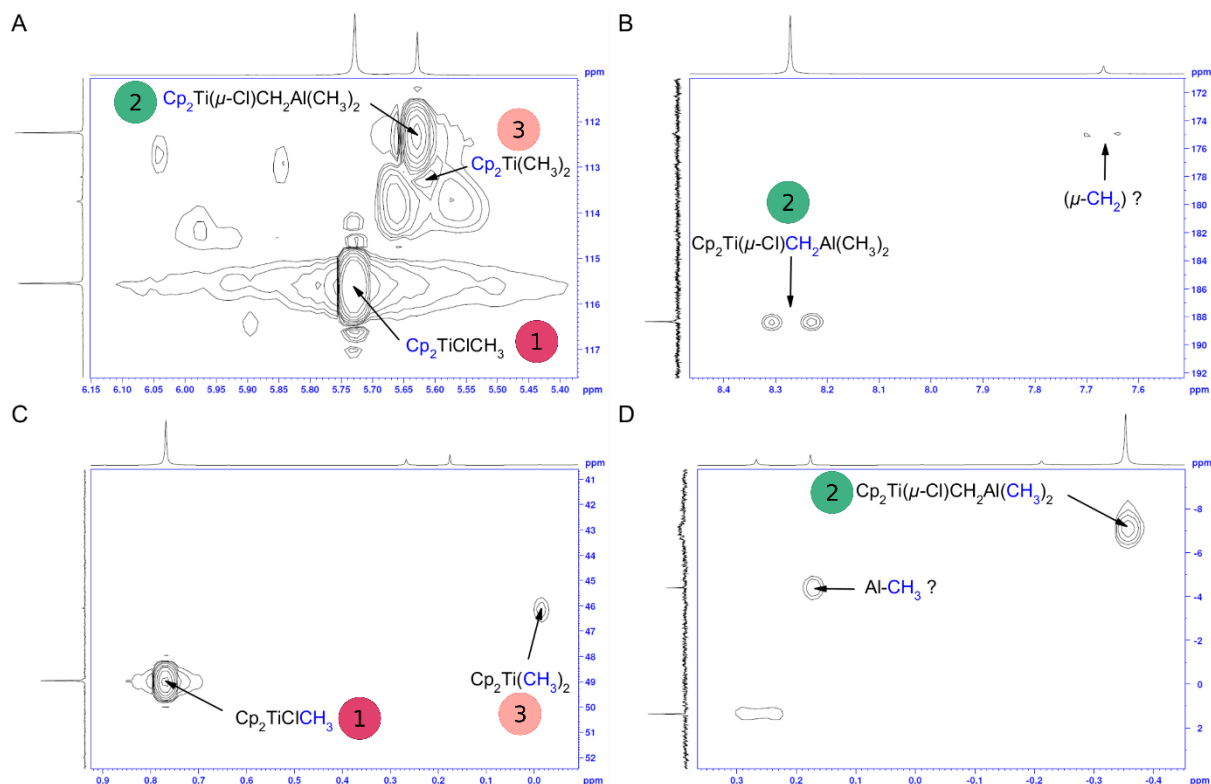 A
ppm
2 Cp₂Ti(μ-Cl)CH₂Al(CH₃)₂
112
3
Cp₂Ti(CH₃)₂
113
114
115
116
Cp₂TiClCH₃ 1
117
6.15 6.10 6.05 6.00 5.95 5.90 5.85 5.80 5.75 5.70 5.65 5.60 5.55 5.50 5.45 5.40 ppm
B
ppm
172
174
176
178
(μ-CH₂) ?
180
2
182
Cp₂Ti(μ-Cl)CH₂Al(CH₃)₂
184
186
188
190
192
8.4 8.3 8.2 8.1 8.0 7.9 7.8 7.7 7.6 ppm
C
ppm
41
42
43
44
45
46
47
48
Cp₂Ti(CH₃)₂
49
3
50
Cp₂TiClCH₃ 1
51
52
0.9 0.8 0.7 0.6 0.5 0.4 0.3 0.2 0.1 0.0 ppm
D
ppm
2 Cp₂Ti(μ-Cl)CH₂Al(CH₃)₂
-8
-6
Al-CH₃ ?
-4
-2
0
2
0.3 0.2 0.1 0.0 -0.1 -0.2 -0.3 -0.4 ppm